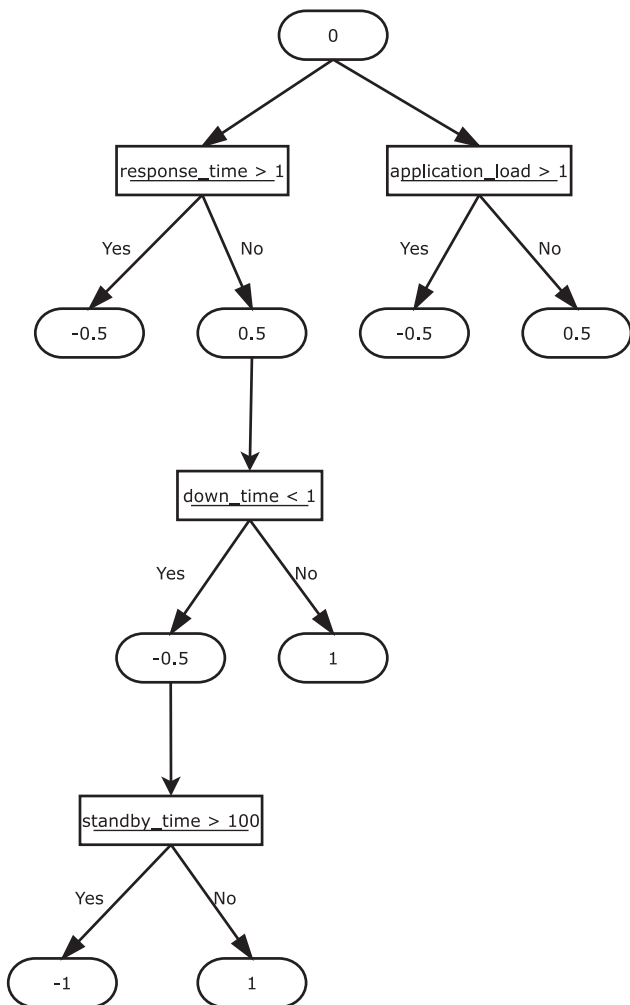 0
response_time > 1
application_load > 1
Yes
No
Yes
No
-0.5
0.5
-0.5
0.5
down_time < 1
Yes
No
-0.5
1
standby_time > 100
Yes
No
-1
1